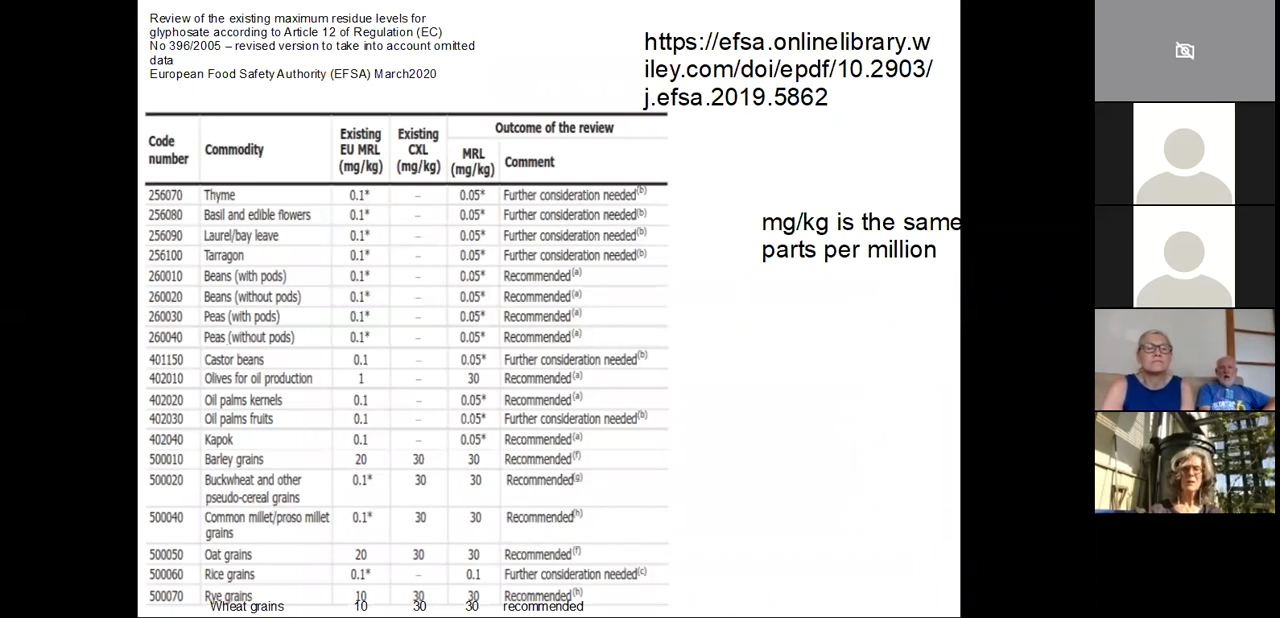 Review of the existing maximum residue levels for
glyphosate according to Article 12 of Regulation (EC)
No 396/2005 – revised version to take into account omitted
data
European Food Safety Authority (EFSA) March2020
https://efsa.onlinelibrary.w
iley.com/doi/epdf/10.2903/
j.efsa.2019.5862
Code number Commodity Existing EU MRL (mg/kg) Existing CXL (mg/kg) Outcome of the review
MRL (mg/kg) Comment
256070 Thyme 0.1* – 0.05* Further consideration needed(b)
256080 Basil and edible flowers 0.1* – 0.05* Further consideration needed(b)
256090 Laurel/bay leave 0.1* – 0.05* Further consideration needed(b)
256100 Tarragon 0.1* – 0.05* Further consideration needed(b)
260010 Beans (with pods) 0.1* – 0.05* Recommended(a)
260020 Beans (without pods) 0.1* – 0.05* Recommended(a)
260030 Peas (with pods) 0.1* – 0.05* Recommended(a)
260040 Peas (without pods) 0.1* – 0.05* Recommended(a)
401150 Castor beans 0.1 – 0.05* Further consideration needed(b)
402010 Olives for oil production 1 – 30 Recommended(a)
402020 Oil palms kernels 0.1 – 0.05* Recommended(a)
402030 Oil palms fruits 0.1 – 0.05* Further consideration needed(b)
402040 Kapok 0.1 – 0.05* Recommended(a)
500010 Barley grains 20 30 30 Recommended(f)
500020 Buckwheat and other pseudo-cereal grains 0.1* 30 30 Recommended(g)
500040 Common millet/proso millet grains 0.1* 30 30 Recommended(h)
500050 Oat grains 20 30 30 Recommended(f)
500060 Rice grains 0.1* – 0.1 Further consideration needed(c)
500070 Rye grains 10 30 30 Recommended(h)
Wheat grains 10 30 30 recommended
mg/kg is the same
parts per million